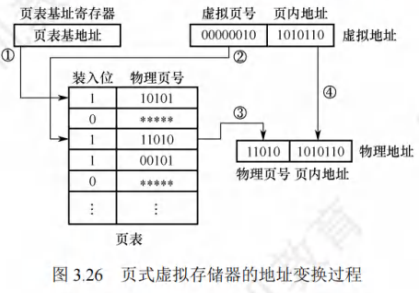 页表基址寄存器
页表基地址
①
虚拟页号 页内地址
00000010 1010110 虚拟地址
②
④
装入位 物理页号
1 10101
0 *****
1 11010
1 00101
0 *****
⋮ ⋮
页表
③
11010 1010110 物理地址
物理页号 页内地址
图 3.26 页式虚拟存储器的地址变换过程